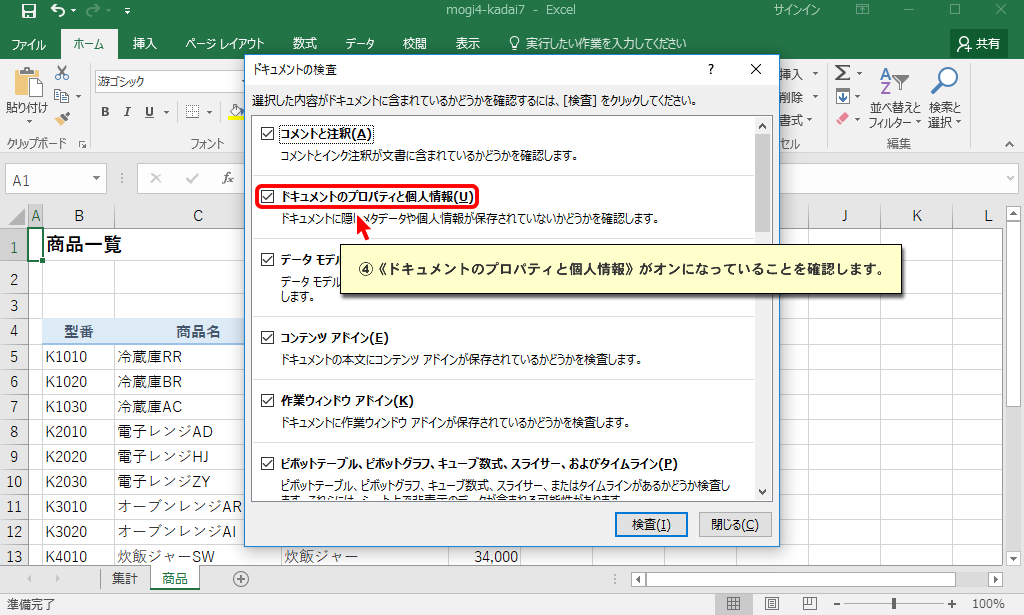 mogi4-kadai7 - Excel
サインイン
ファイル ホーム 挿入 ページ レイアウト 数式 データ 校閲 表示 実行したい作業を入力してください 共有
貼り付け
クリップボード
游ゴシック
B I U
フォント
挿入
削除
書式
セル
並べ替えと
フィルター
検索と
選択
編集
A1
fx
A B C J K L
1 商品一覧
2
3
4 型番 商品名
5 K1010 冷蔵庫RR
6 K1020 冷蔵庫BR
7 K1030 冷蔵庫AC
8 K2010 電子レンジAD
9 K2020 電子レンジHJ
10 K2030 電子レンジZY
11 K3010 オーブンレンジAR
12 K3020 オーブンレンジAI
13 K4010 炊飯ジャーSW 炊飯ジャー 34,000
ドキュメントの検査
?
選択した内容がドキュメントに含まれているかどうかを確認するには、[検査] をクリックしてください。
コメントと注釈(A)
コメントとインク注釈が文書に含まれているかどうかを確認します。
ドキュメントのプロパティと個人情報(U)
ドキュメントに隠しメタデータや個人情報が保存されていないかどうかを確認します。
④《ドキュメントのプロパティと個人情報》がオンになっていることを確認します。
データ モデル
データ モデル
します。
コンテンツ アドイン(E)
ドキュメントの本文にコンテンツ アドインが保存されているかどうかを検査します。
作業ウィンドウ アドイン(K)
ドキュメントに作業ウィンドウ アドインが保存されているかどうかを検査します。
ピボットテーブル、ピボットグラフ、キューブ数式、スライサー、およびタイムライン(P)
ピボットテーブル、ピボットグラフ、キューブ数式、スライサー、またはタイムラインがあるかどうか検査し
検査(I)
閉じる(C)
集計 商品
準備完了
100%